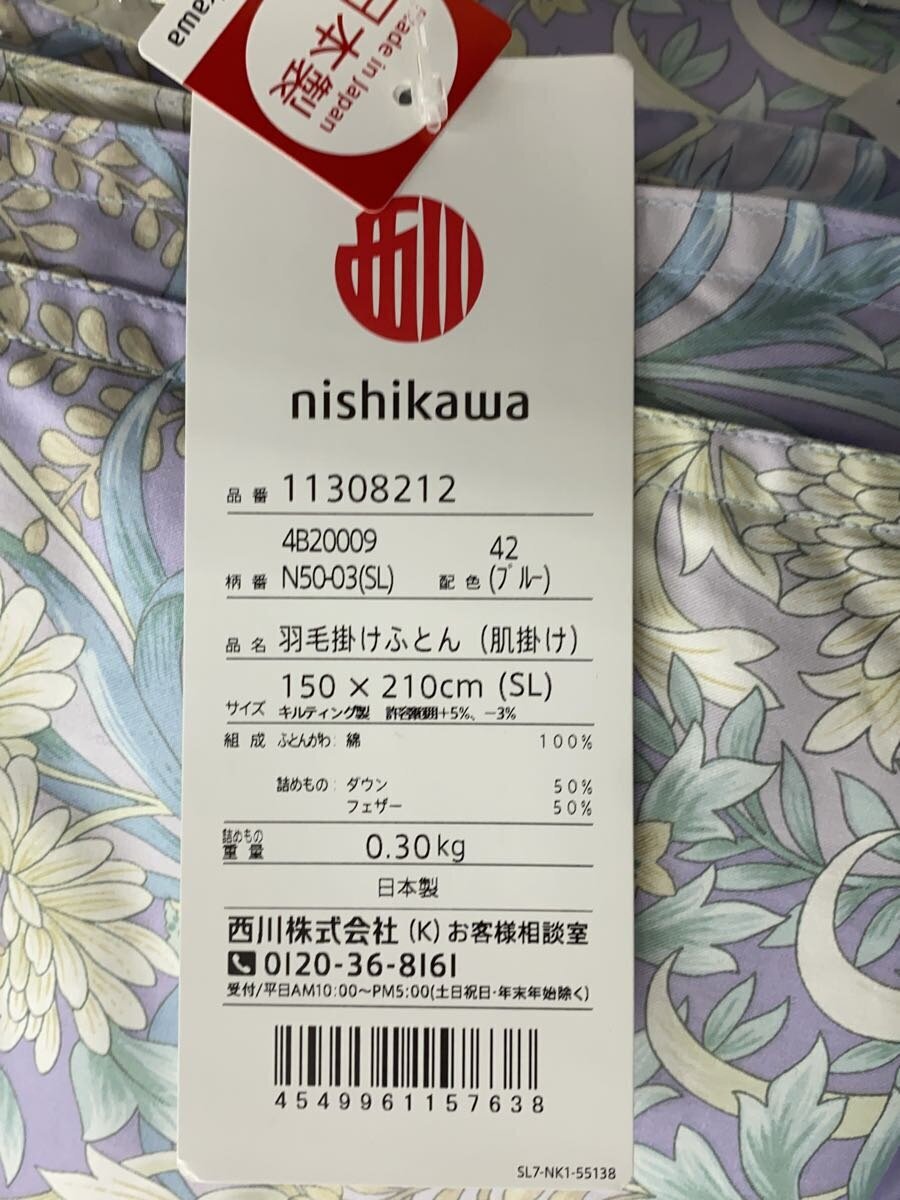 kawa
Made in Japan
日本製
西川
nishikawa
品番 11308212
4B20009 42
柄番 N50-03(SL) 配色 (ﾌﾞﾙｰ)
品名 羽毛掛けふとん (肌掛け)
150 × 210cm (SL)
サイズ キルティング製 許容範囲+5%、-3%
組成 ふとんがわ: 綿 100%
詰めもの: ダウン 50%
フェザー 50%
詰めもの
重量 0.30kg
日本製
西川株式会社 (K) お客様相談室
0120-36-8161
受付/平日AM10:00〜PM5:00(土日祝日・年末年始除く)
4549961157638
SL7-NK1-55138